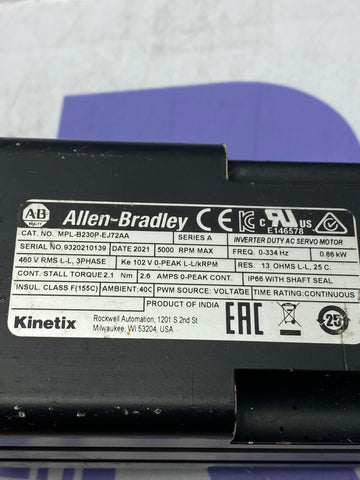 AB
QUALITY
Allen-Bradley CE K C UL US
E146578
CAT. NO. MPL-B230P-EJ72AA SERIES A INVERTER DUTY AC SERVO MOTOR
SERIAL NO.9320210139 DATE 2021 5000 RPM MAX FREQ. 0-334 Hz 0.86 kW
460 V RMS L-L, 3PHASE Ke 102 V 0-PEAK L-L/kRPM RES. 13 OHMS L-L, 25 C.
CONT. STALL TORQUE 2.1 Nm 2.6 AMPS 0-PEAK CONT. IP66 WITH SHAFT SEAL
INSUL. CLASS F(155C) AMBIENT: 40C PWM SOURCE: VOLTAGE TIME RATING:CONTINUOUS
PRODUCT OF INDIA
Kinetix
Rockwell Automation, 1201 S 2nd St
Milwaukee, WI 53204, USA
EAC
25